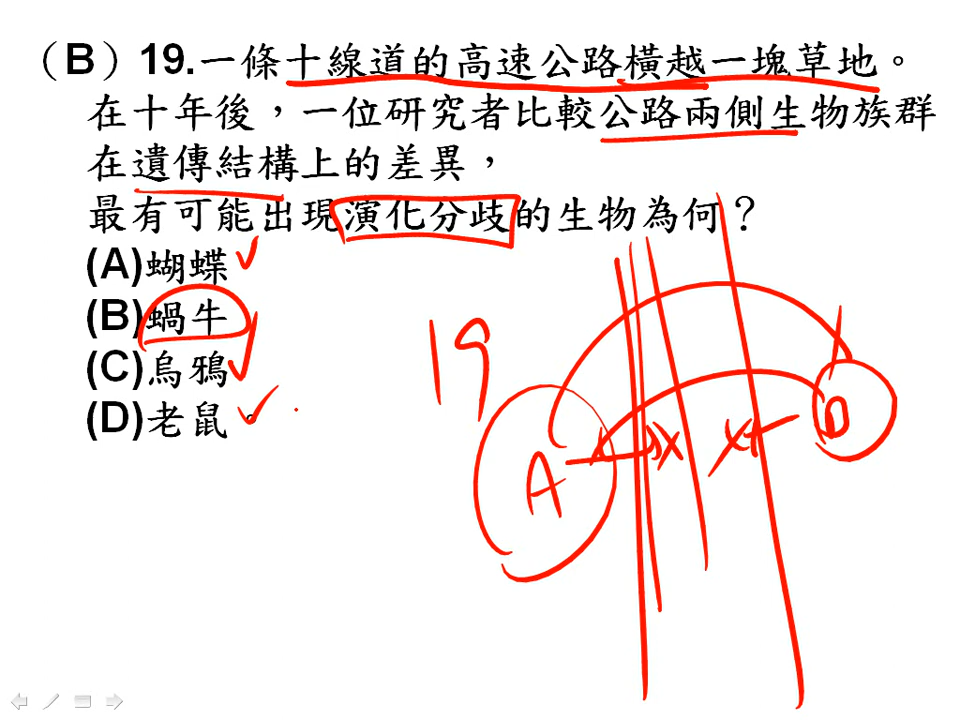 （B）19.一條十線道的高速公路橫越一塊草地。
在十年後，一位研究者比較公路兩側生物族群
在遺傳結構上的差異，
最有可能出現演化分歧的生物為何？
(A)蝴蝶
(B)蝸牛
(C)烏鴉
(D)老鼠。
19
A